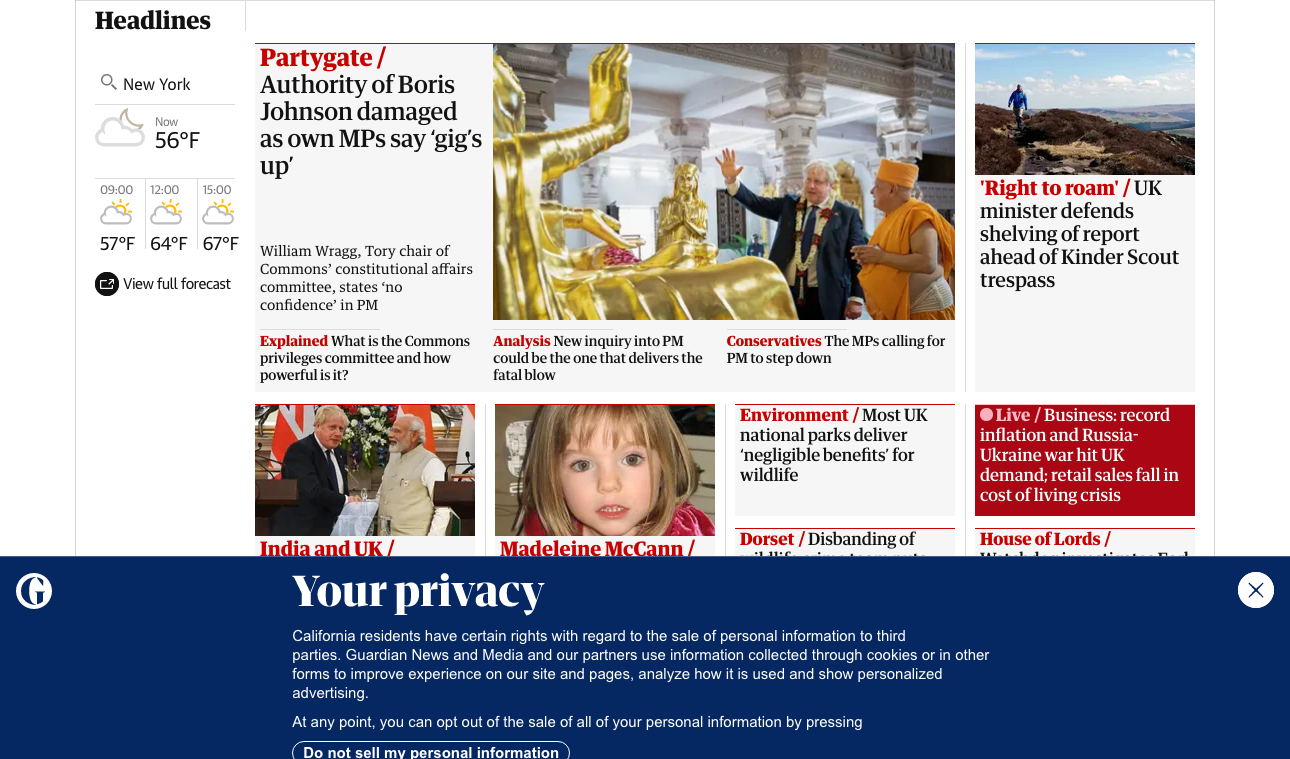 Headlines
New York
Now
56°F
09:00
12:00
15:00
57°F
64°F
67°F
View full forecast
Partygate /
Authority of Boris
Johnson damaged
as own MPs say ‘gig’s
up’
William Wragg, Tory chair of
Commons’ constitutional affairs
committee, states ‘no
confidence’ in PM
Explained What is the Commons
privileges committee and how
powerful is it?
Analysis New inquiry into PM
could be the one that delivers the
fatal blow
Conservatives The MPs calling for
PM to step down
'Right to roam' / UK
minister defends
shelving of report
ahead of Kinder Scout
trespass
India and UK /
Madeleine McCann /
Environment / Most UK
national parks deliver
‘negligible benefits’ for
wildlife
Dorset / Disbanding of
Live / Business: record
inflation and Russia-
Ukraine war hit UK
demand; retail sales fall in
cost of living crisis
House of Lords /
Your privacy
California residents have certain rights with regard to the sale of personal information to third
parties. Guardian News and Media and our partners use information collected through cookies or in other
forms to improve experience on our site and pages, analyze how it is used and show personalized
advertising.
At any point, you can opt out of the sale of all of your personal information by pressing
Do not sell my personal information